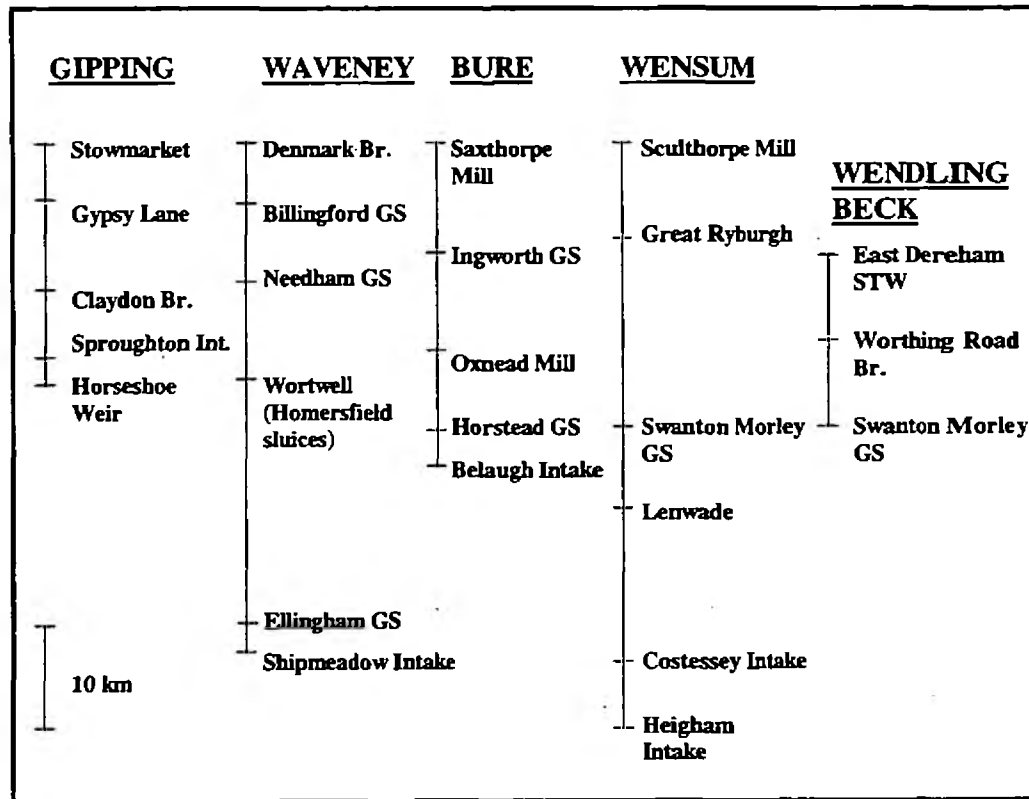 GIPPING
Stowmarket
Gypsy Lane
Claydon Br.
Sproughton Int.
Horseshoe
Weir
10 km
WAVENEY
Denmark Br.
Billingford GS
Needham GS
Wortwell
(Homersfield
sluices)
Ellingham GS
Shipmeadow Intake
BURE
Saxthorpe
Mill
Ingworth GS
Oxnead Mill
Horstead GS
Belaugh Intake
WENSUM
Sculthorpe Mill
Great Ryburgh
Swanton Morley
GS
Lenwade
Costessey Intake
Heigham
Intake
WENDLING
BECK
East Dereham
STW
Worthing Road
Br.
Swanton Morley
GS